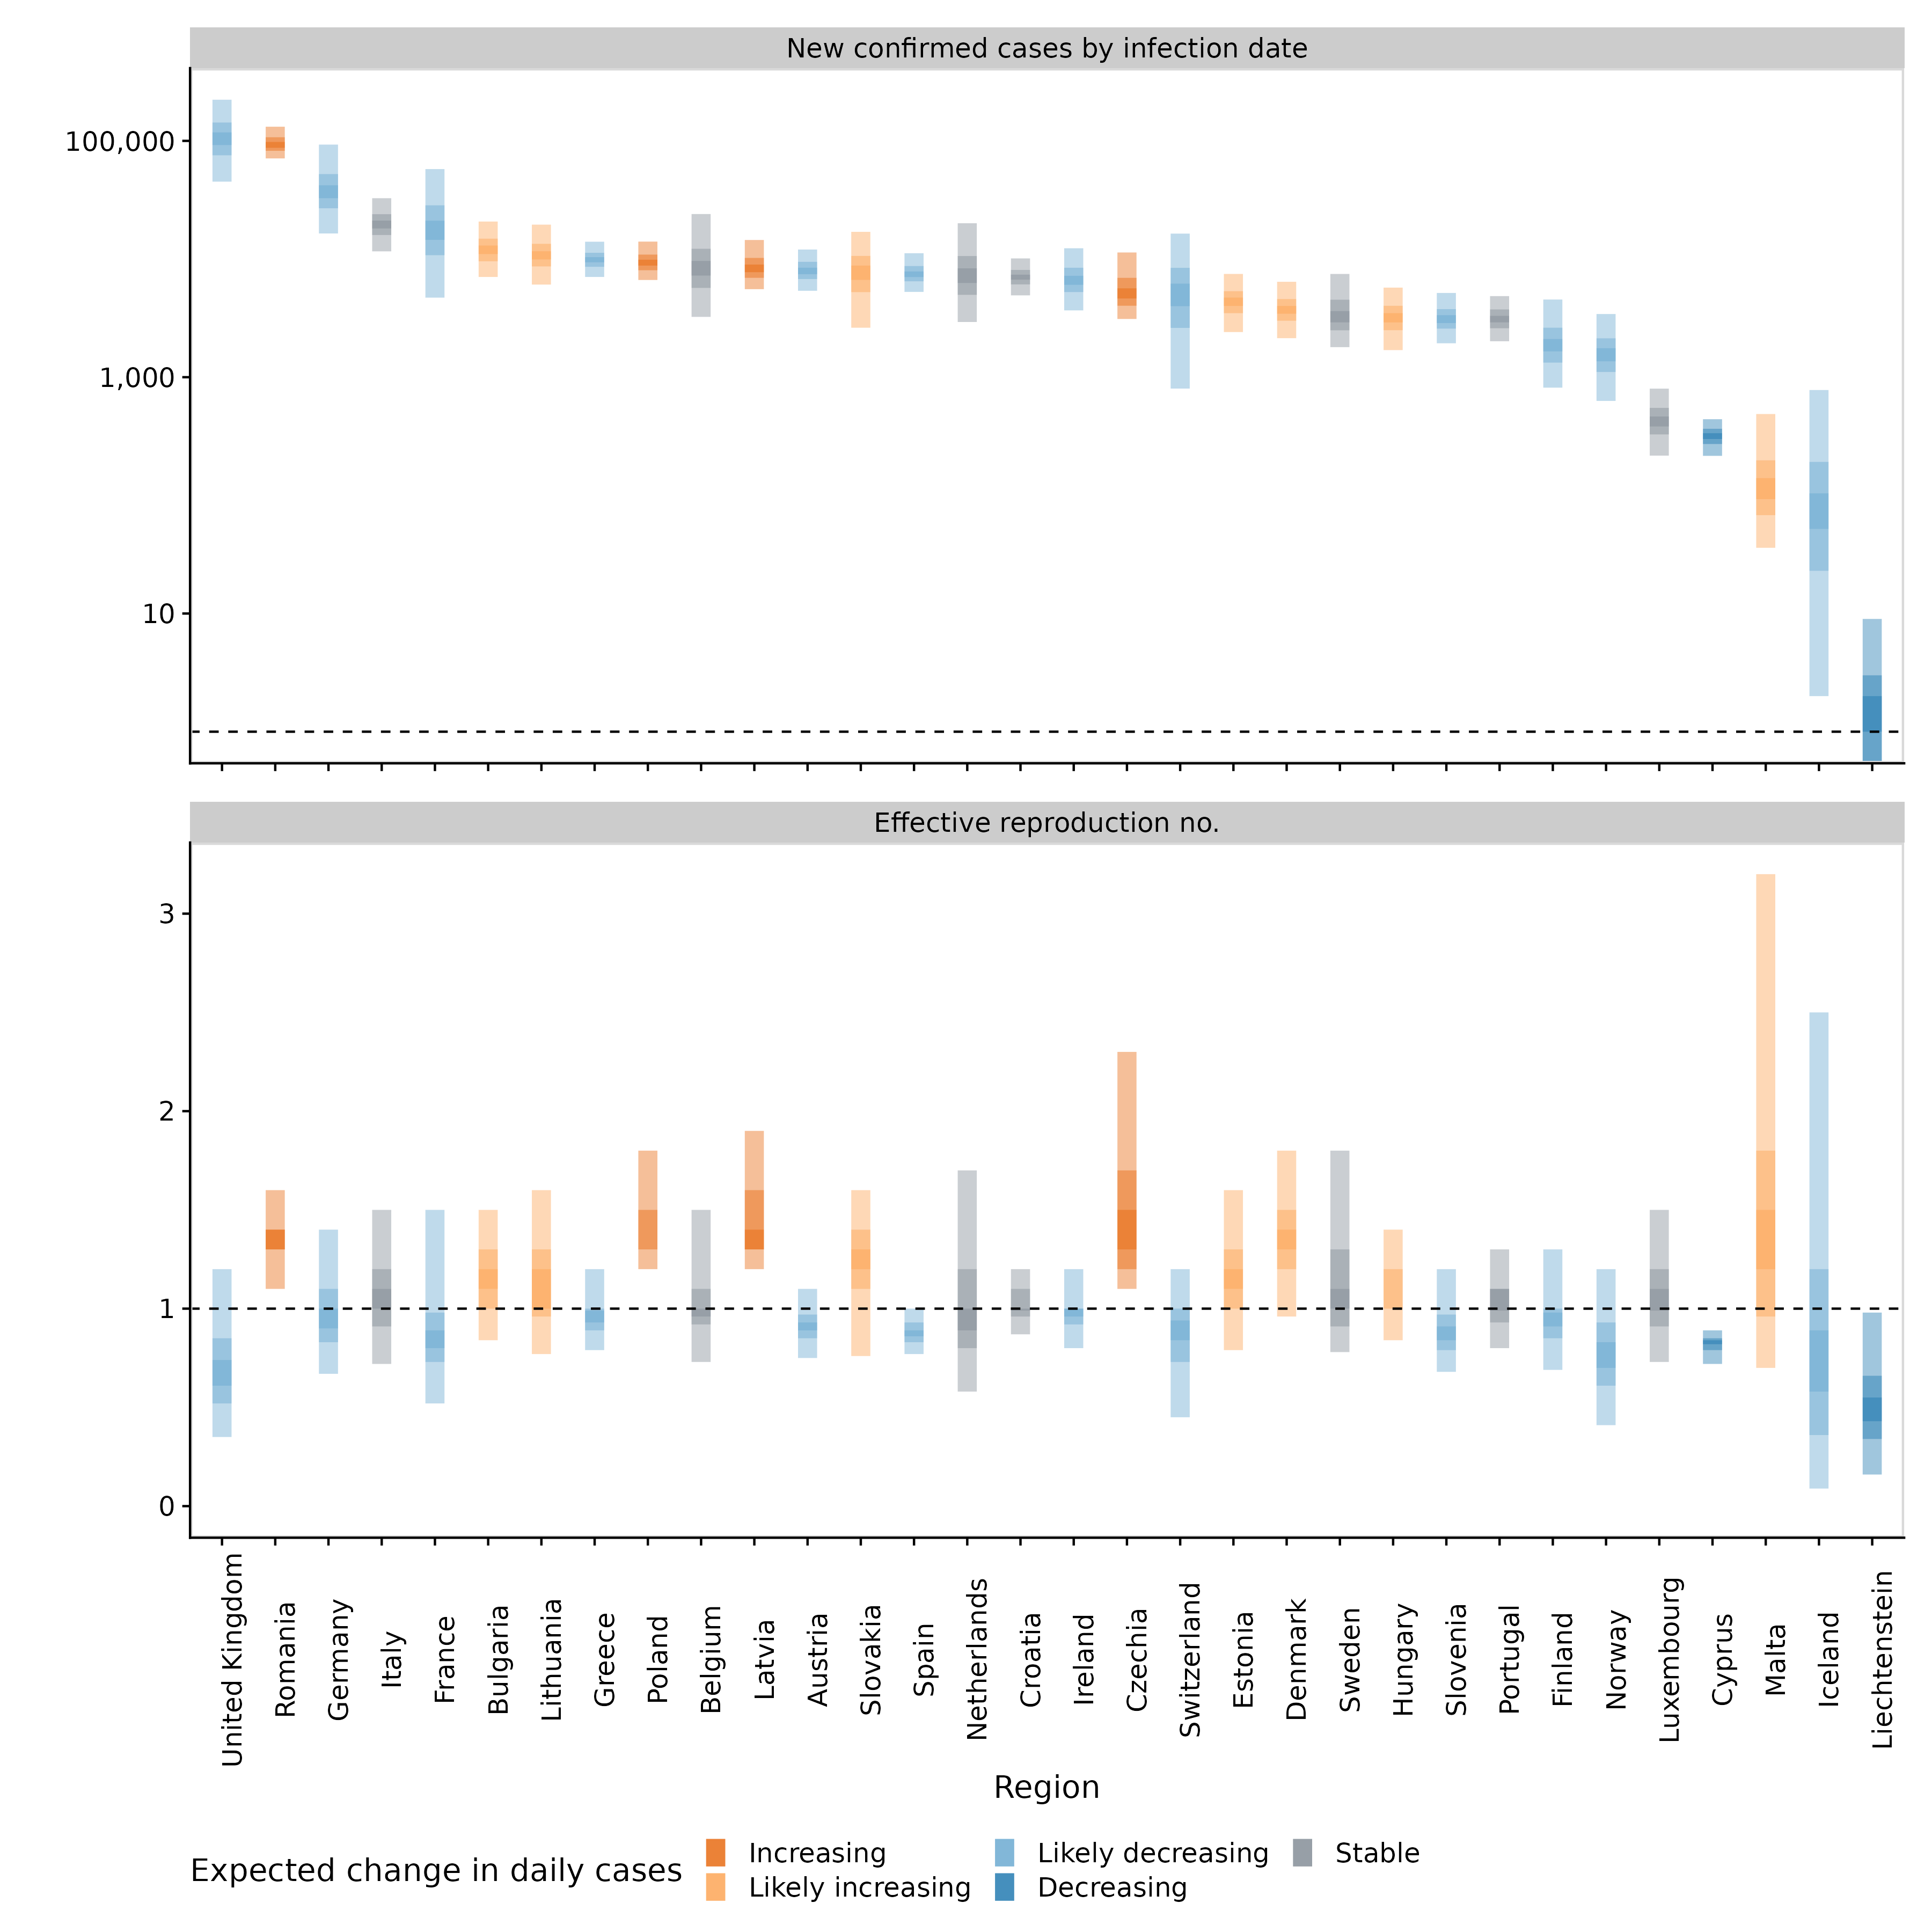 New confirmed cases by infection date
100,000
1,000
10
Effective reproduction no.
3
2
1
0
United Kingdom
Romania
Germany
Italy
France
Bulgaria
Lithuania
Greece
Poland
Belgium
Latvia
Austria
Slovakia
Spain
Netherlands
Croatia
Ireland
Czechia
Switzerland
Estonia
Denmark
Sweden
Hungary
Slovenia
Portugal
Finland
Norway
Luxembourg
Cyprus
Malta
Iceland
Liechtenstein
Region
Expected change in daily cases
Increasing
Likely increasing
Likely decreasing
Decreasing
Stable